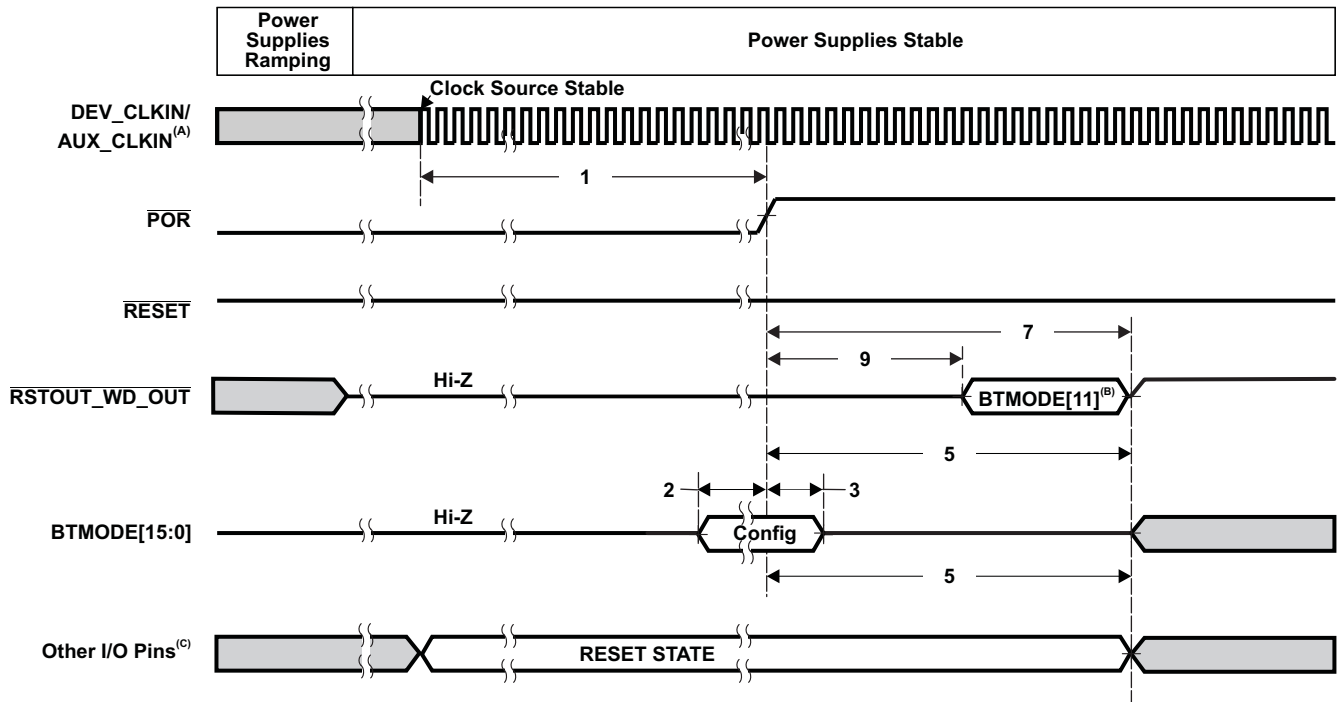 Power
Supplies
Ramping
Power Supplies Stable
Clock Source Stable
DEV_CLKIN/
AUX_CLKIN(A)
1
POR
RESET
7
9
RSTOUT_WD_OUT
Hi-Z
BTMODE[11](B)
5
2
3
BTMODE[15:0]
Hi-Z
Config
5
Other I/O Pins(C)
RESET STATE